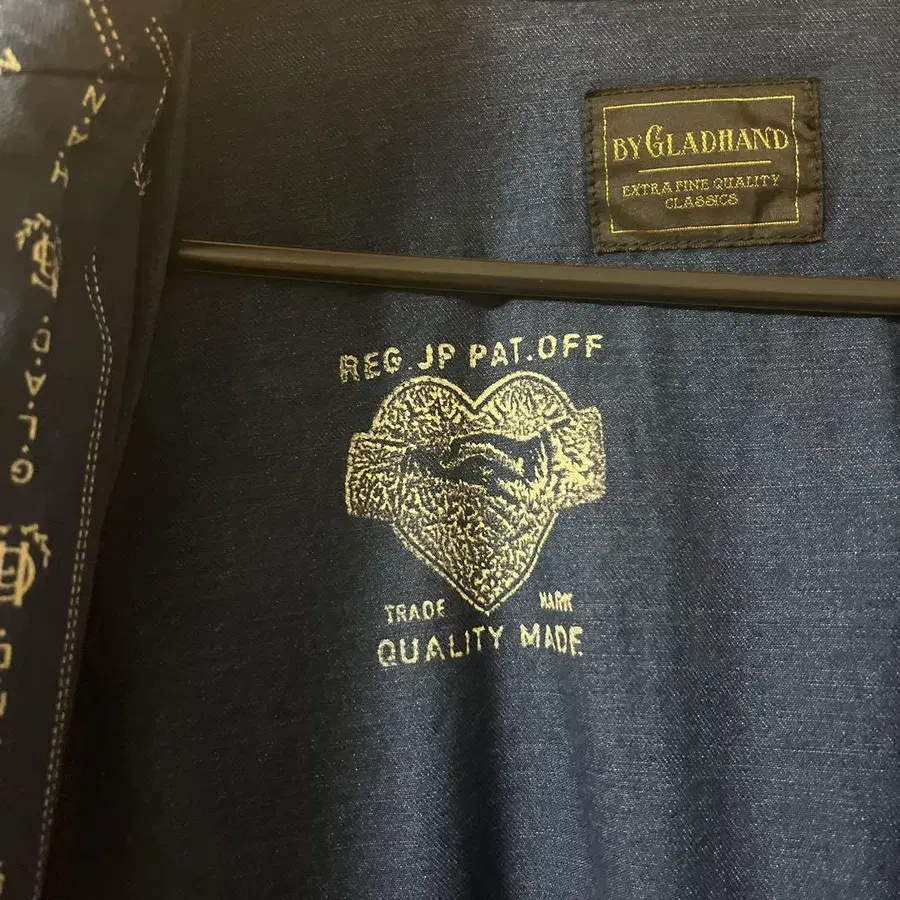 BY GLADHAND
EXTRA FINE QUALITY
CLASSICS
REG. JP PAT. OFF
TRADE MARK
QUALITY MADE
G.L.A.D.
H.A.N.